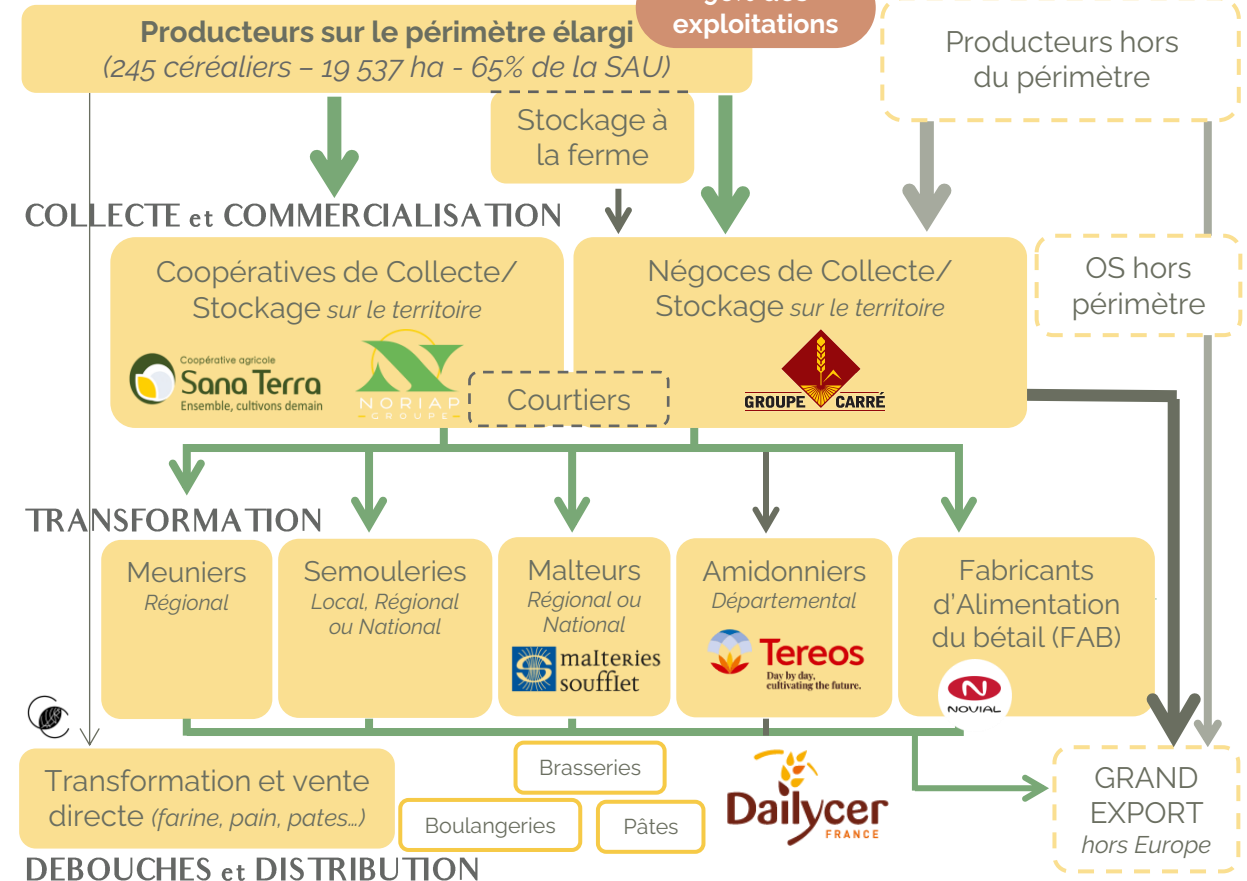 exploitations
Producteurs sur le périmètre élargi
(245 céréaliers – 19 537 ha - 65% de la SAU)
Producteurs hors
du périmètre
Stockage à
la ferme
COLLECTE et COMMERCIALISATION
Coopératives de Collecte/
Stockage sur le territoire
Négoces de Collecte/
Stockage sur le territoire
OS hors
périmètre
Coopérative agricole
Sana Terra
Ensemble, cultivons demain
NORIAP
GROUPE
Courtiers
GROUPE CARRÉ
TRANSFORMATION
Meuniers
Régional
Semouleries
Local, Régional
ou National
Malteurs
Régional ou
National
malteries
soufflet
Amidonniers
Départemental
Tereos
Day by day,
cultivating the future.
Fabricants
d'Alimentation
du bétail (FAB)
N
NOVIAL
Transformation et vente
directe (farine, pain, pates…)
Brasseries
Boulangeries
Pâtes
Dailycer
FRANCE
GRAND
EXPORT
hors Europe
DEBOUCHES et DISTRIBUTION